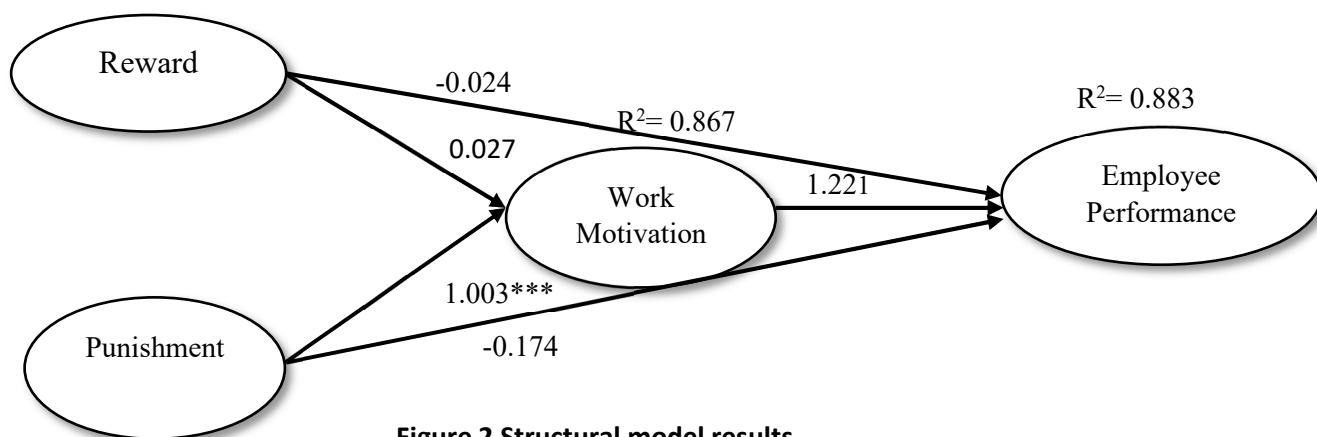 Reward
-0.024
R²= 0.883
R²= 0.867
0.027
1.221
Work
Motivation
Employee
Performance
1.003***
Punishment
-0.174
Figure 2 Structural model results